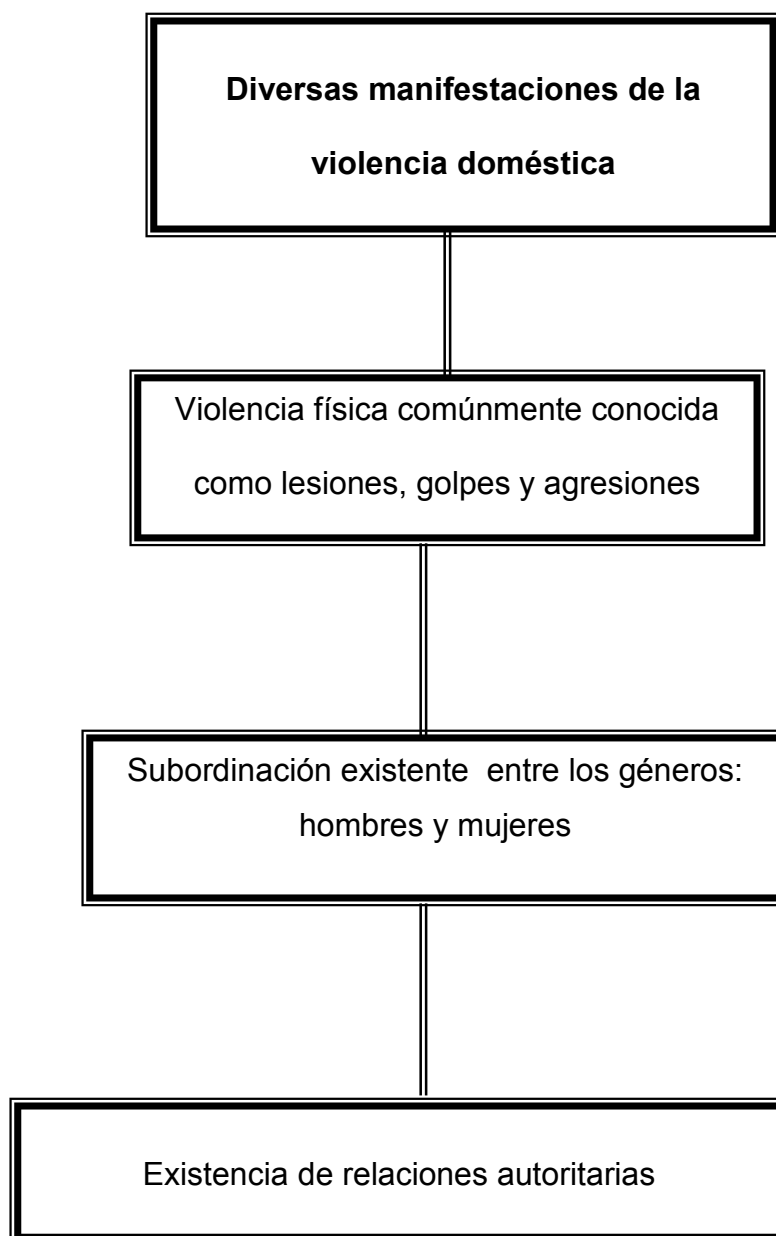 Diversas manifestaciones de la
violencia doméstica
Violencia física comúnmente conocida
como lesiones, golpes y agresiones
Subordinación existente  entre los géneros:
hombres y mujeres
Existencia de relaciones autoritarias